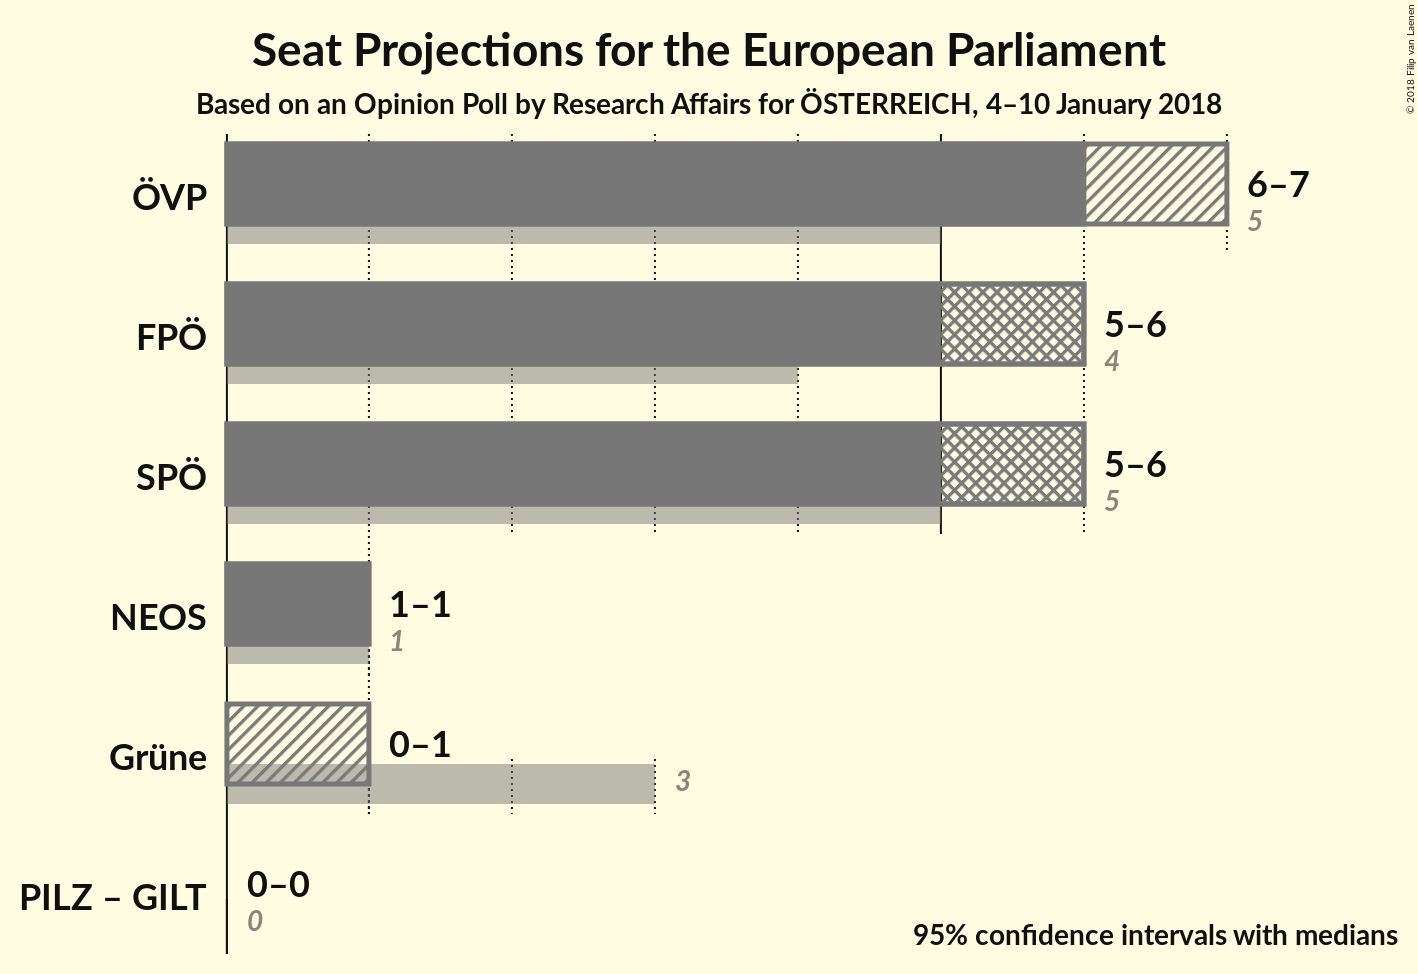 Seat Projections for the European Parliament
Based on an Opinion Poll by Research Affairs for ÖSTERREICH, 4–10 January 2018
© 2018 Filip van Laenen
ÖVP
6–7
5
FPÖ
5–6
4
SPÖ
5–6
5
NEOS
1–1
1
Grüne
0–1
3
PILZ – GILT
0–0
0
95% confidence intervals with medians